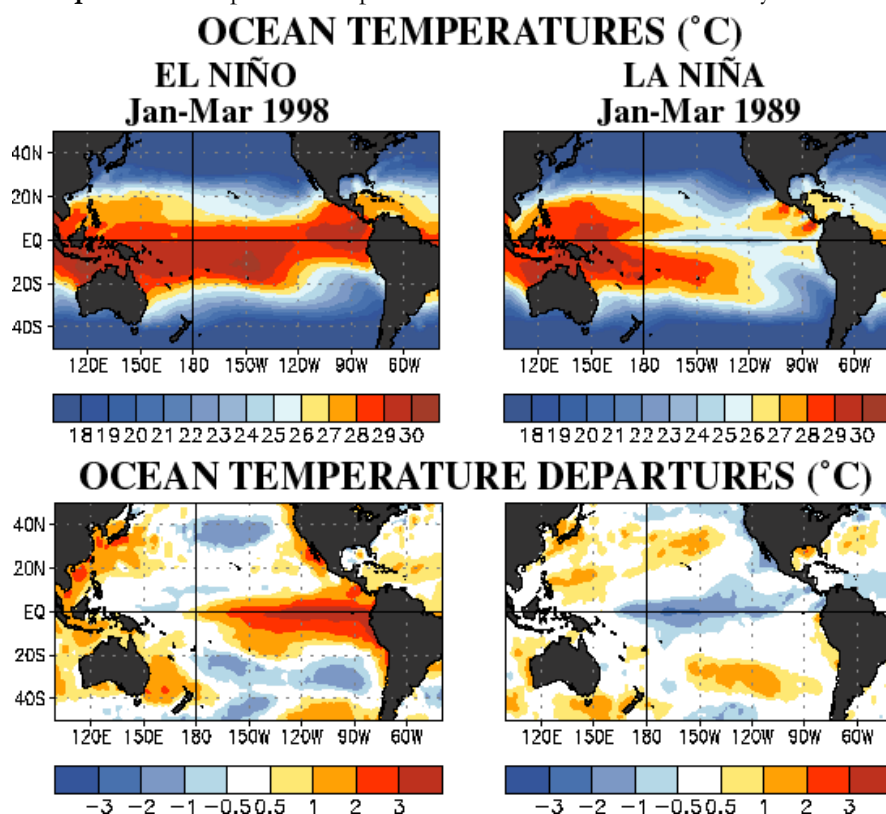 OCEAN TEMPERATURES (˚C)
EL NIÑO
Jan-Mar 1998
LA NIÑA
Jan-Mar 1989
40N
20N
EQ
20S
40S
120E 150E 180 150W 120W 90W 60W
120E 150E 180 150W 120W 90W 60W
18 19 20 21 22 23 24 25 26 27 28 29 30
18 19 20 21 22 23 24 25 26 27 28 29 30
OCEAN TEMPERATURE DEPARTURES (˚C)
40N
20N
EQ
20S
40S
120E 150E 180 150W 120W 90W 60W
120E 150E 180 150W 120W 90W 60W
-3 -2 -1 -0.5 0.5 1 2 3
-3 -2 -1 -0.5 0.5 1 2 3